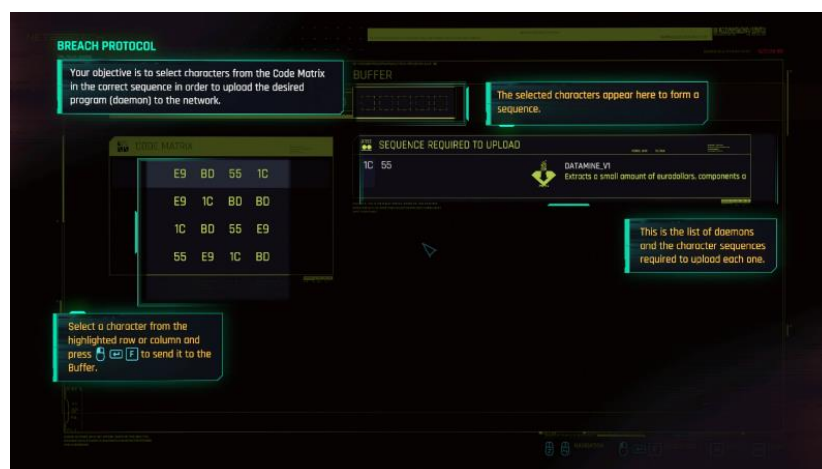 BREACH PROTOCOL
Your objective is to select characters from the Code Matrix
in the correct sequence in order to upload the desired
program (daemon) to the network.
BUFFER
The selected characters appear here to form a
sequence.
CODE MATRIX
E9 BD 55 1C
E9 1C BD BD
1C BD 55 E9
55 E9 1C BD
SEQUENCE REQUIRED TO UPLOAD
1C 55
DATAMINE_V1
Extracts a small amount of eurodollars. components a
This is the list of daemons
and the character sequences
required to upload each one.
Select a character from the
highlighted row or column and
press F to send it to the
Buffer.